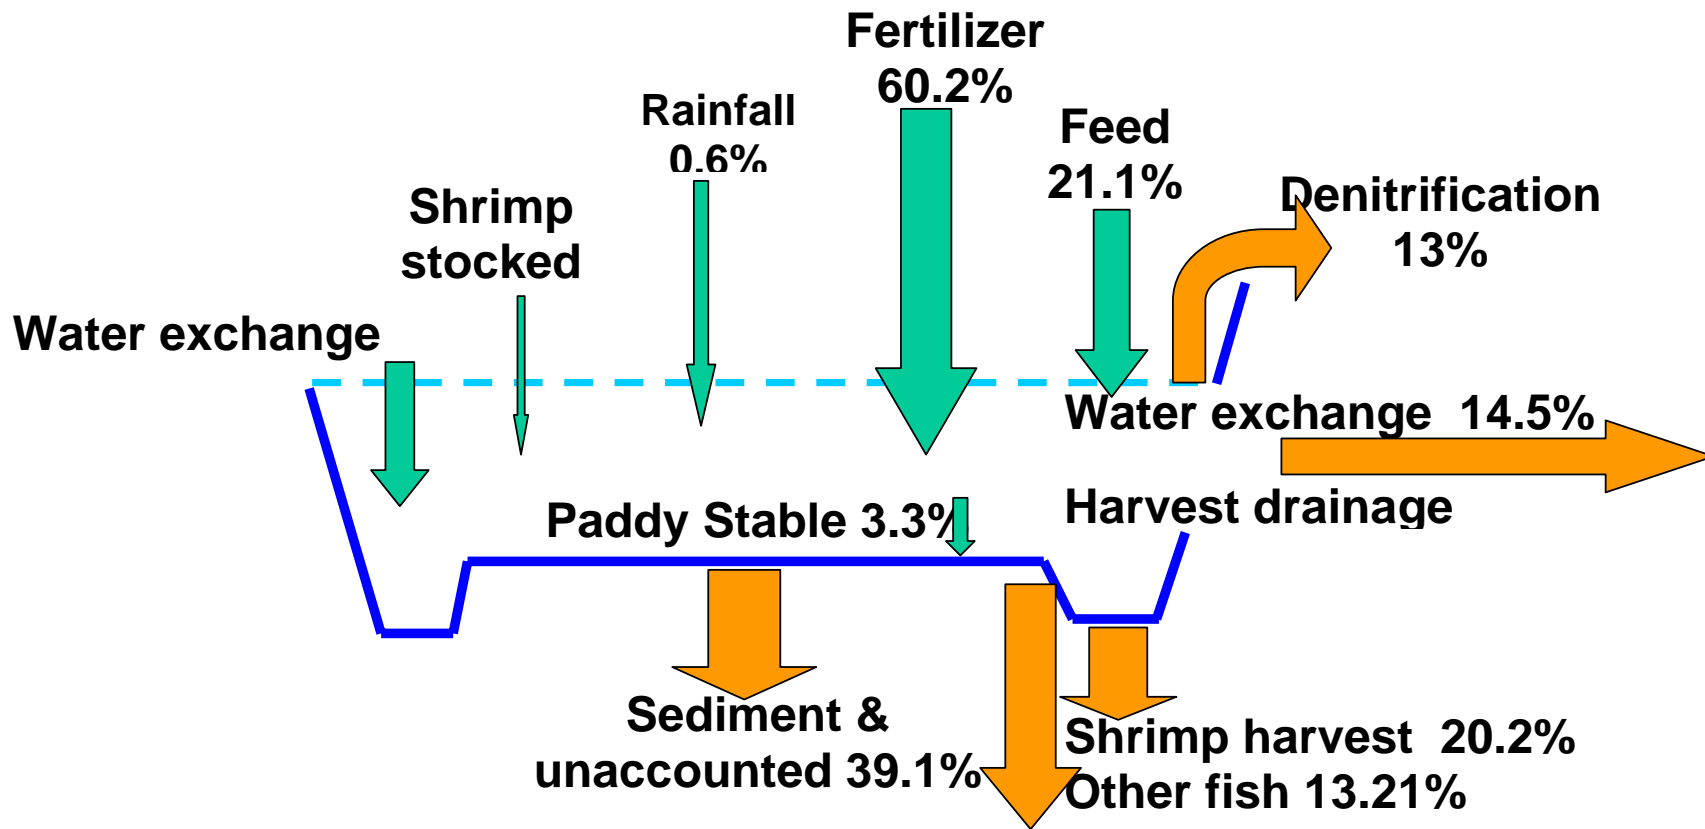 Fertilizer
60.2%
Rainfall
0.6%
Feed
21.1%
Denitrification
13%
Shrimp
stocked
Water exchange
Water exchange 14.5%
Paddy Stable 3.3%
Harvest drainage
Sediment &
unaccounted 39.1%
Shrimp harvest 20.2%
Other fish 13.21%